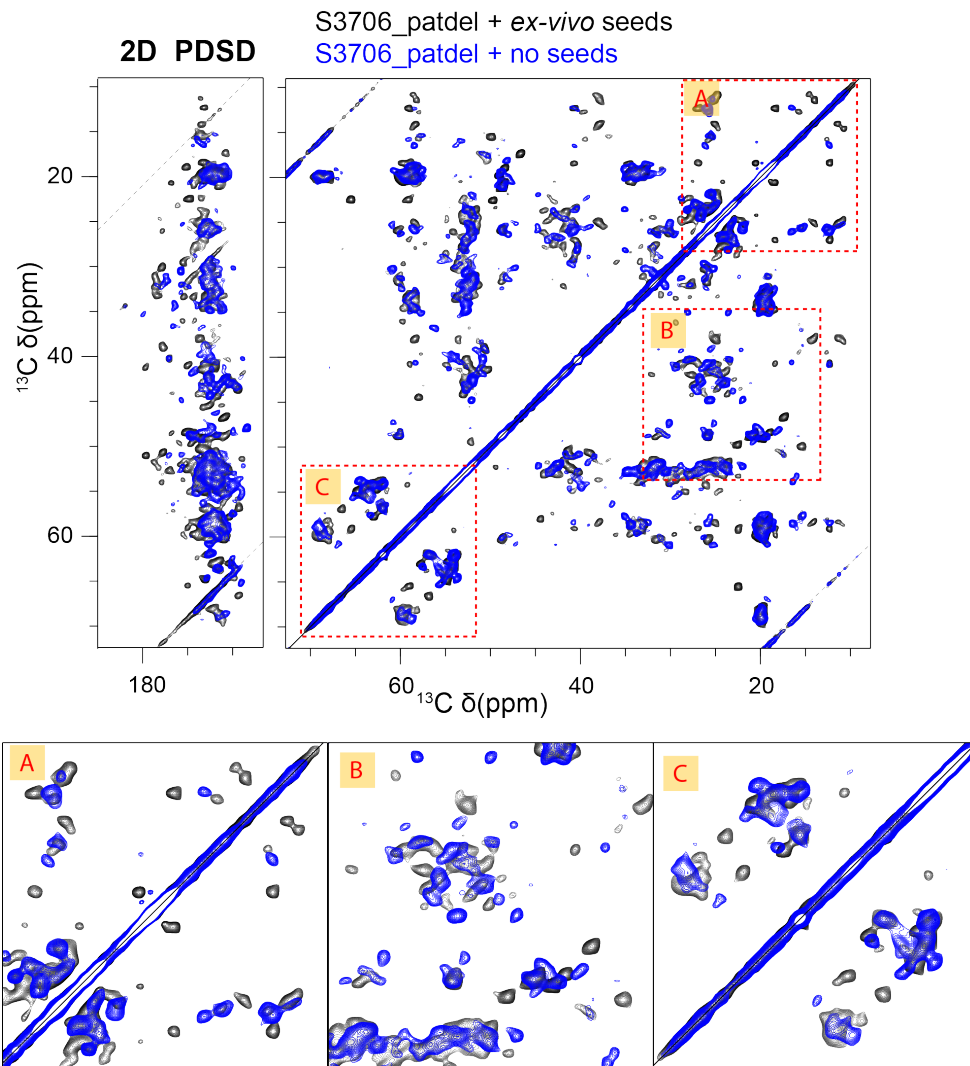 S3706_patdel + ex-vivo seeds
2D PDSD
S3706_patdel + no seeds
A
20
B
40
¹³C δ(ppm)
C
60
180
60
40
20
¹³C δ(ppm)
A
B
C